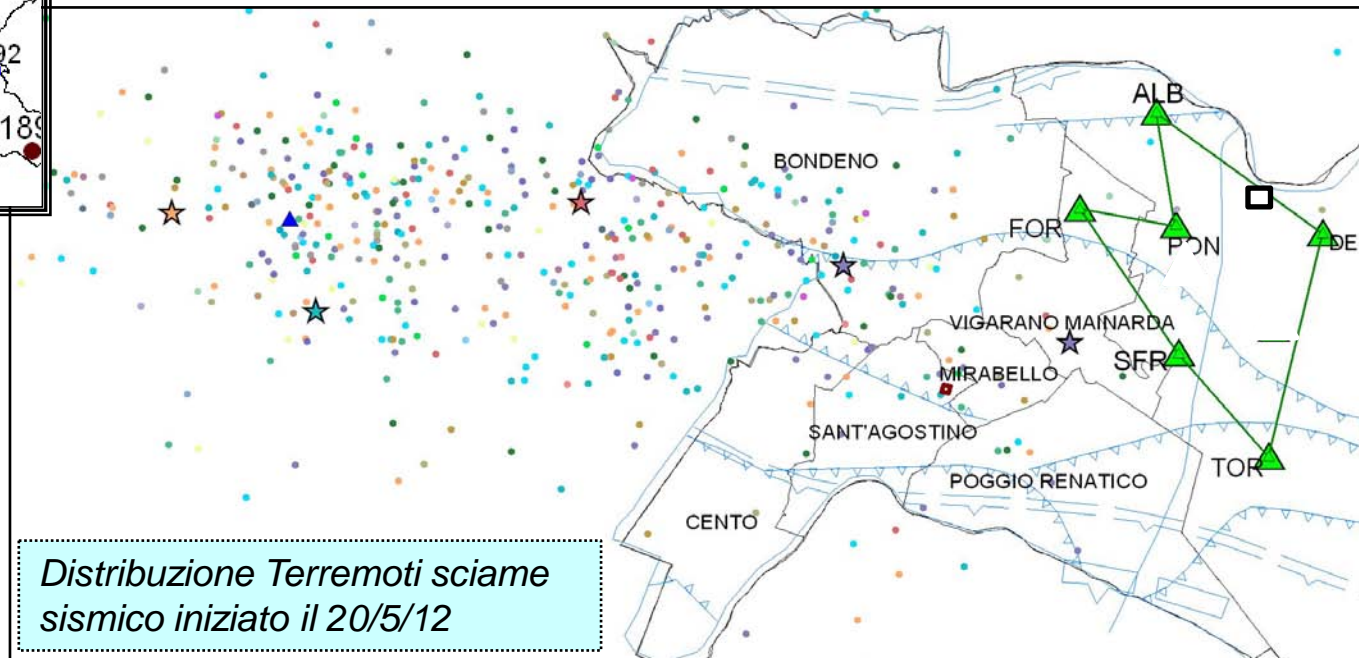 92
ALB
BONDENO
FOR
PON
DE
VIGARANO MAINARDA
SFR
MIRABELLO
SANT'AGOSTINO
TOR
POGGIO RENATICO
CENTO
Distribuzione Terremoti sciame
sismico iniziato il 20/5/12